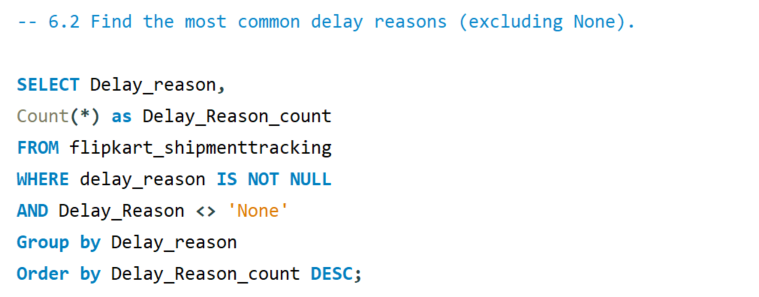 -- 6.2 Find the most common delay reasons (excluding None).
SELECT Delay_reason,
Count(*) as Delay_Reason_count
FROM flipkart_shipmenttracking
WHERE delay_reason IS NOT NULL
AND Delay_Reason <> 'None'
Group by Delay_reason
Order by Delay_Reason_count DESC;